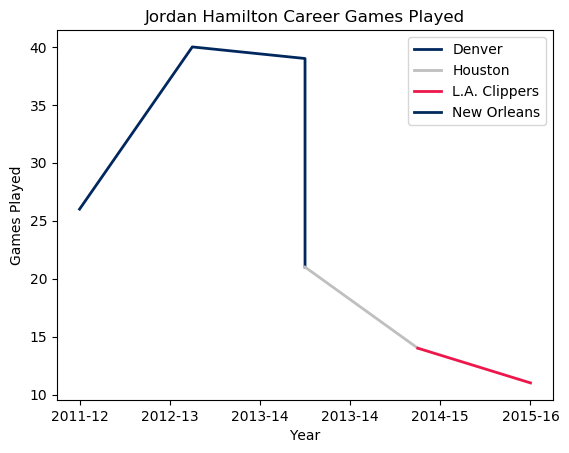 Jordan Hamilton Career Games Played
Denver
Houston
L.A. Clippers
New Orleans
40
35
30
25
20
15
10
Games Played
2011-12 2012-13 2013-14 2013-14 2014-15 2015-16
Year